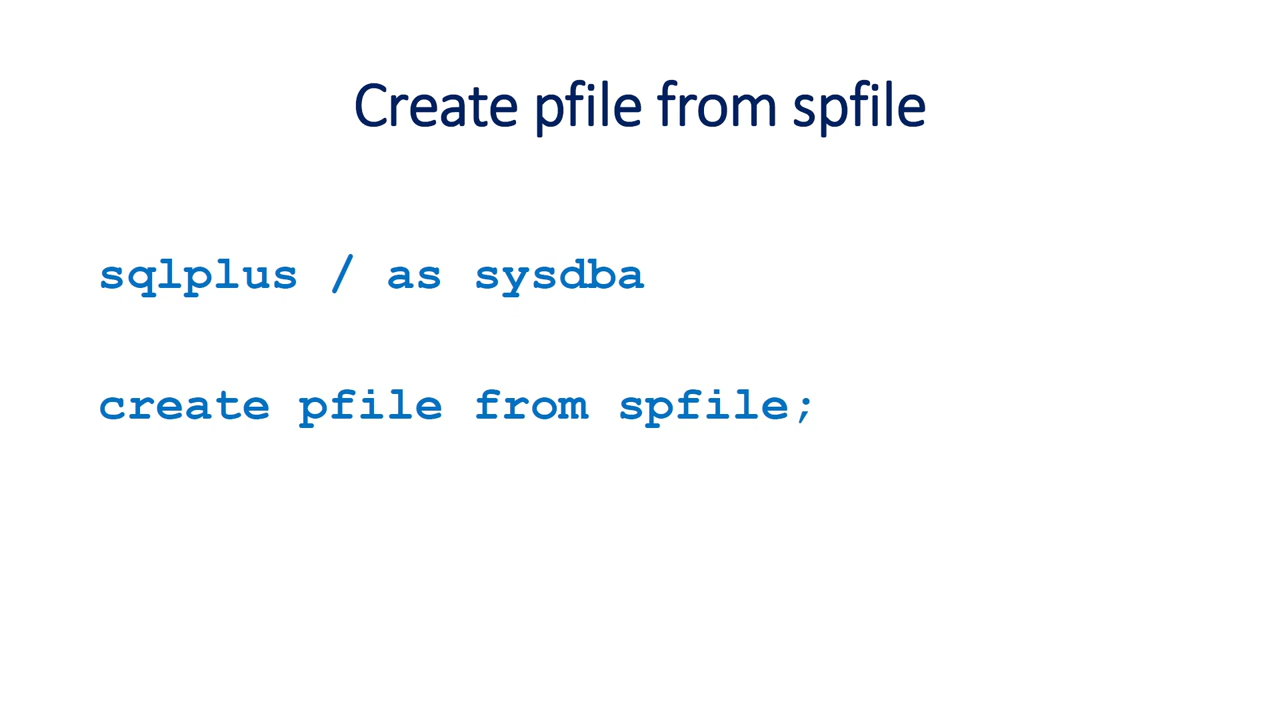 Create pfile from spfile
sqlplus / as sysdba
create pfile from spfile;